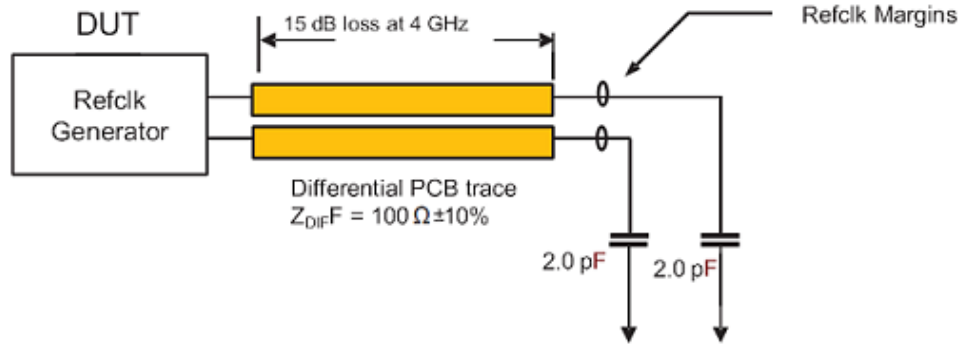 DUT
15 dB loss at 4 GHz
Refclk Margins
Refclk
Generator
Differential PCB trace
Z_DIFF = 100 Ω±10%
2.0 pF
2.0 pF